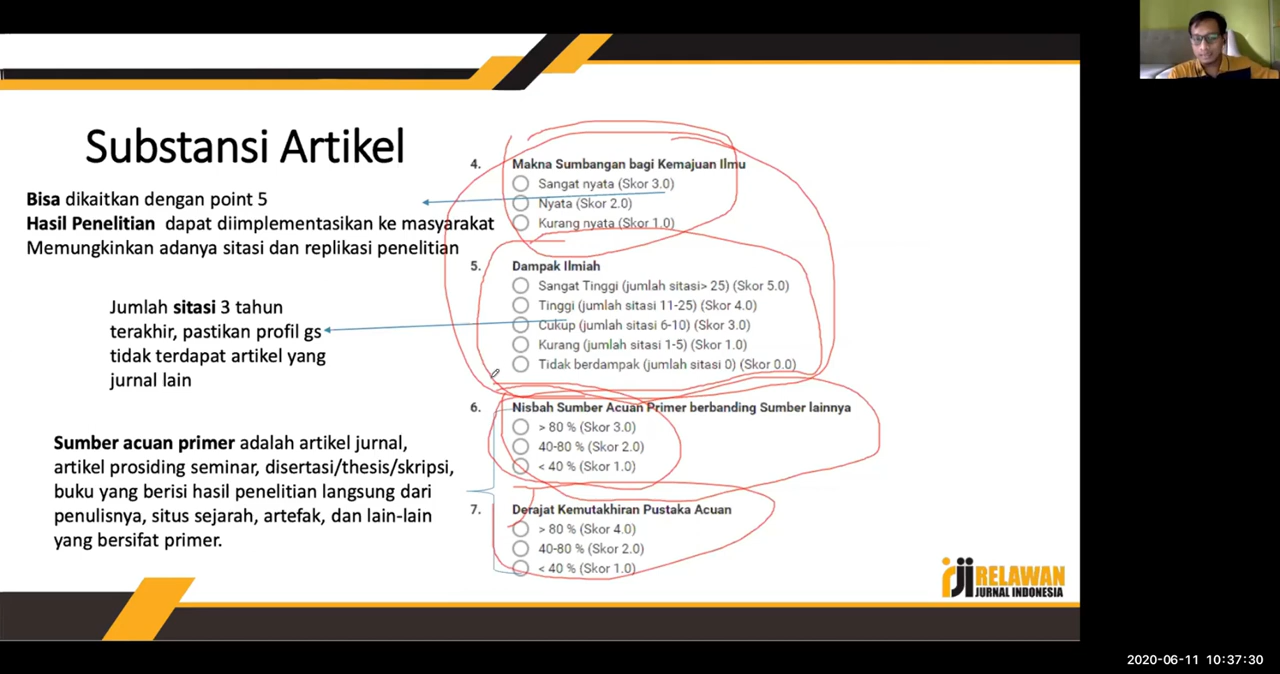 Substansi Artikel
Bisa dikaitkan dengan point 5
Hasil Penelitian dapat diimplementasikan ke masyarakat
Memungkinkan adanya sitasi dan replikasi penelitian
Jumlah sitasi 3 tahun
terakhir, pastikan profil gs
tidak terdapat artikel yang
jurnal lain
Sumber acuan primer adalah artikel jurnal,
artikel prosiding seminar, disertasi/thesis/skripsi,
buku yang berisi hasil penelitian langsung dari
penulisnya, situs sejarah, artefak, dan lain-lain
yang bersifat primer.
4. Makna Sumbangan bagi Kemajuan Ilmu
Sangat nyata (Skor 3.0)
Nyata (Skor 2.0)
Kurang nyata (Skor 1.0)
5. Dampak Ilmiah
Sangat Tinggi (jumlah sitasi> 25) (Skor 5.0)
Tinggi (jumlah sitasi 11-25) (Skor 4.0)
Cukup (jumlah sitasi 6-10) (Skor 3.0)
Kurang (jumlah sitasi 1-5) (Skor 1.0)
Tidak berdampak (jumlah sitasi 0) (Skor 0.0)
6. Nisbah Sumber Acuan Primer berbanding Sumber lainnya
> 80 % (Skor 3.0)
40-80 % (Skor 2.0)
< 40 % (Skor 1.0)
7. Derajat Kemutakhiran Pustaka Acuan
> 80 % (Skor 4.0)
40-80 % (Skor 2.0)
< 40 % (Skor 1.0)
rji RELAWAN
JURNAL INDONESIA
2020-06-11 10:37:30